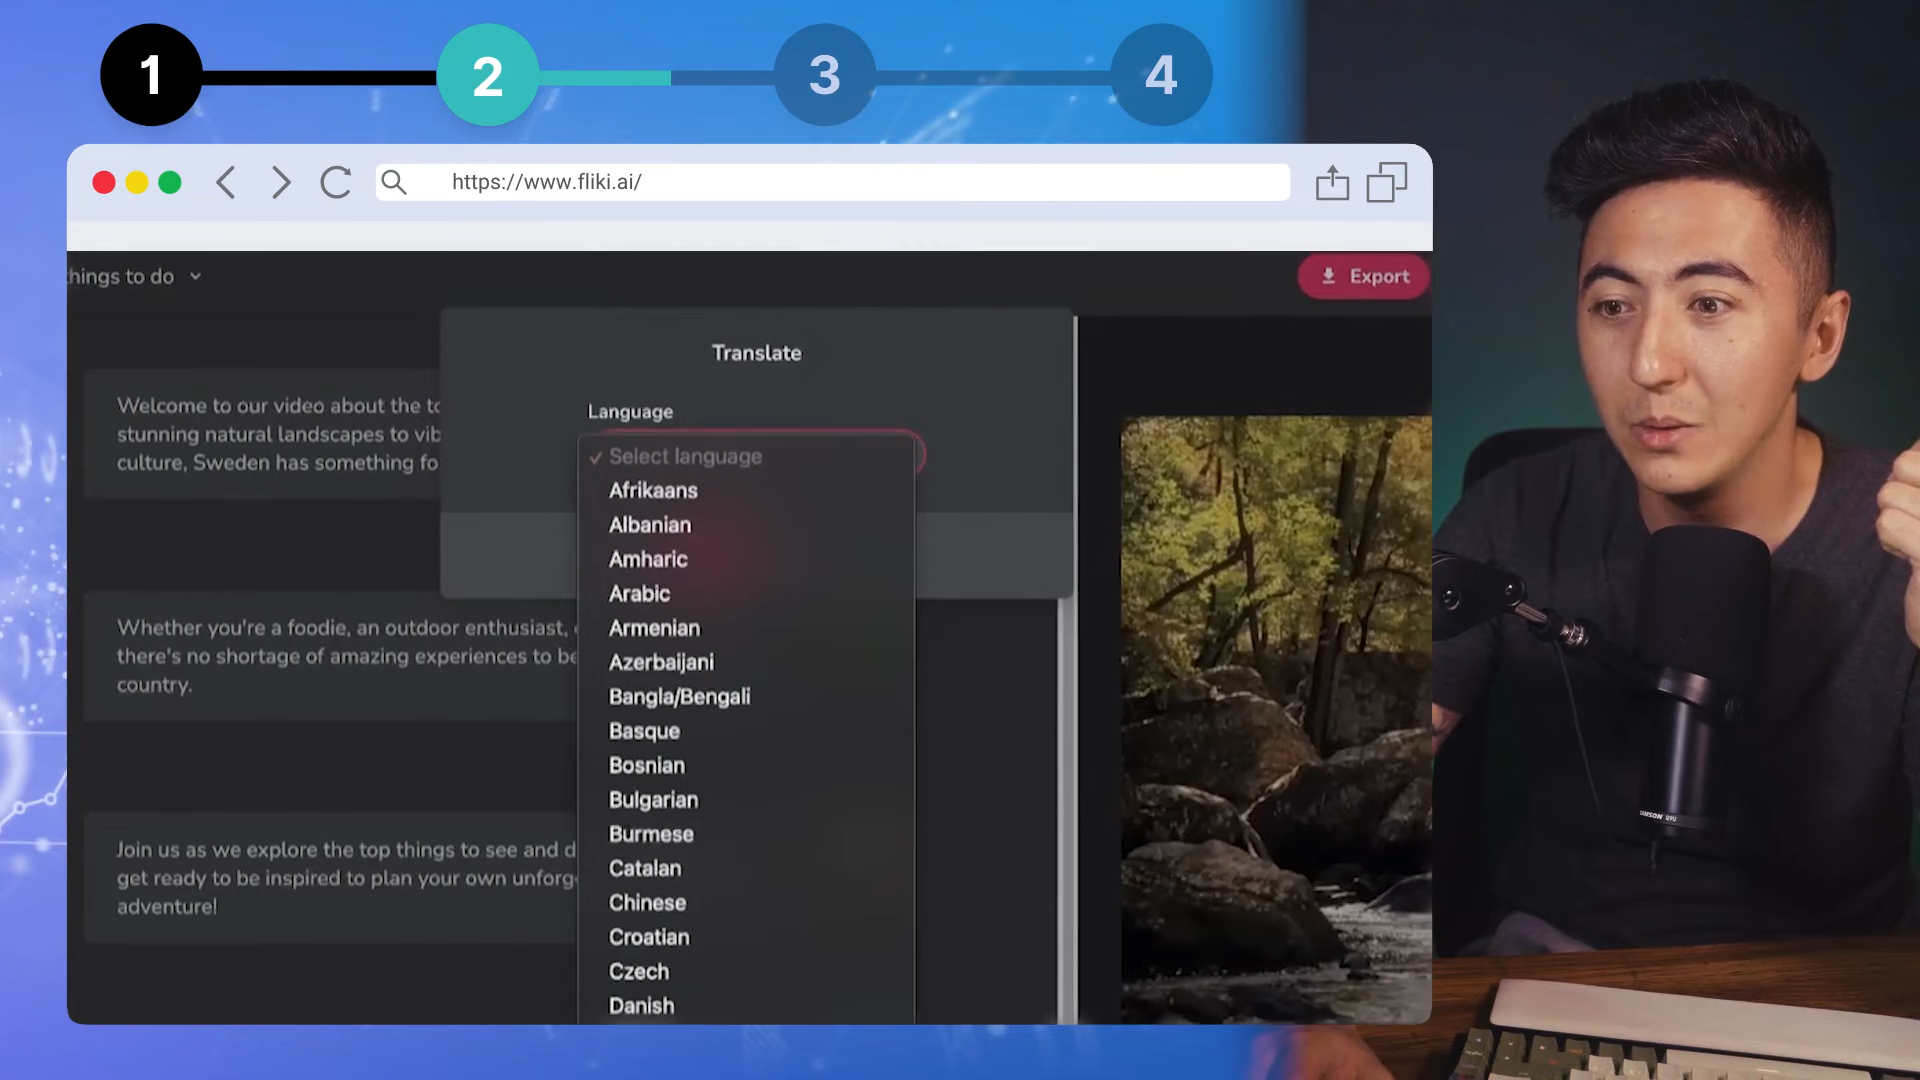 1 2 3 4
https://www.fliki.ai/
hings to do
Export
Translate
Language
Select language
Afrikaans
Albanian
Amharic
Arabic
Armenian
Azerbaijani
Bangla/Bengali
Basque
Bosnian
Bulgarian
Burmese
Catalan
Chinese
Croatian
Czech
Danish
Welcome to our video about the to
stunning natural landscapes to vib
culture, Sweden has something fo
Whether you're a foodie, an outdoor enthusiast,
there's no shortage of amazing experiences to be
country.
Join us as we explore the top things to see and d
get ready to be inspired to plan your own unforg
adventure!
SAMSON Q9U